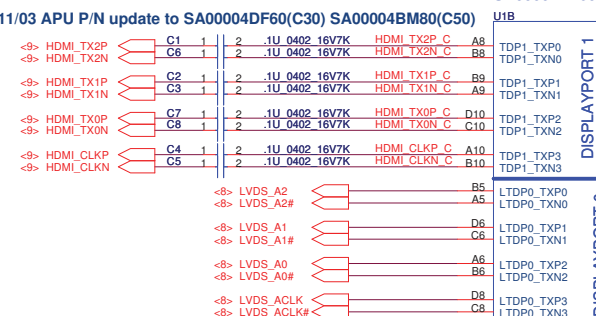 11/03 APU P/N update to SA00004DF60(C30) SA00004BM80(C50) U1B
<9> HDMI_TX2P C1 1 2 .1U_0402_16V7K HDMI_TX2P_C A8 TDP1_TXP0
<9> HDMI_TX2N C6 1 2 .1U_0402_16V7K HDMI_TX2N_C B8 TDP1_TXN0
<9> HDMI_TX1P C2 1 2 .1U_0402_16V7K HDMI_TX1P_C B9 TDP1_TXP1
<9> HDMI_TX1N C3 1 2 .1U_0402_16V7K HDMI_TX1N_C A9 TDP1_TXN1
<9> HDMI_TX0P C7 1 2 .1U_0402_16V7K HDMI_TX0P_C D10 TDP1_TXP2
<9> HDMI_TX0N C8 1 2 .1U_0402_16V7K HDMI_TX0N_C C10 TDP1_TXN2
<9> HDMI_CLKP C4 1 2 .1U_0402_16V7K HDMI_CLKP_C A10 TDP1_TXP3
<9> HDMI_CLKN C5 1 2 .1U_0402_16V7K HDMI_CLKN_C B10 TDP1_TXN3
DISPLAYPORT 1
<8> LVDS_A2 B5 LTDP0_TXP0
<8> LVDS_A2# A5 LTDP0_TXN0
<8> LVDS_A1 D6 LTDP0_TXP1
<8> LVDS_A1# C6 LTDP0_TXN1
<8> LVDS_A0 A6 LTDP0_TXP2
<8> LVDS_A0# B6 LTDP0_TXN2
<8> LVDS_ACLK D8 LTDP0_TXP3
<8> LVDS_ACLK# C8 LTDP0_TXN3